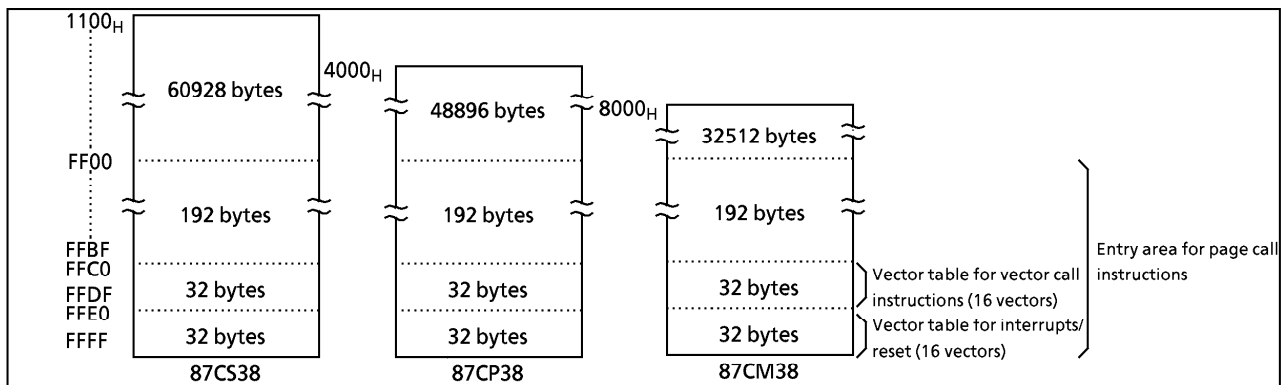 1100H
60928 bytes
4000H
48896 bytes
8000H
32512 bytes
FF00
192 bytes
192 bytes
192 bytes
FFBF
FFC0
Entry area for page call
instructions
FFDF
32 bytes
32 bytes
32 bytes
Vector table for vector call
instructions (16 vectors)
FFE0
FFFF
32 bytes
32 bytes
32 bytes
Vector table for interrupts/
reset (16 vectors)
87CS38
87CP38
87CM38